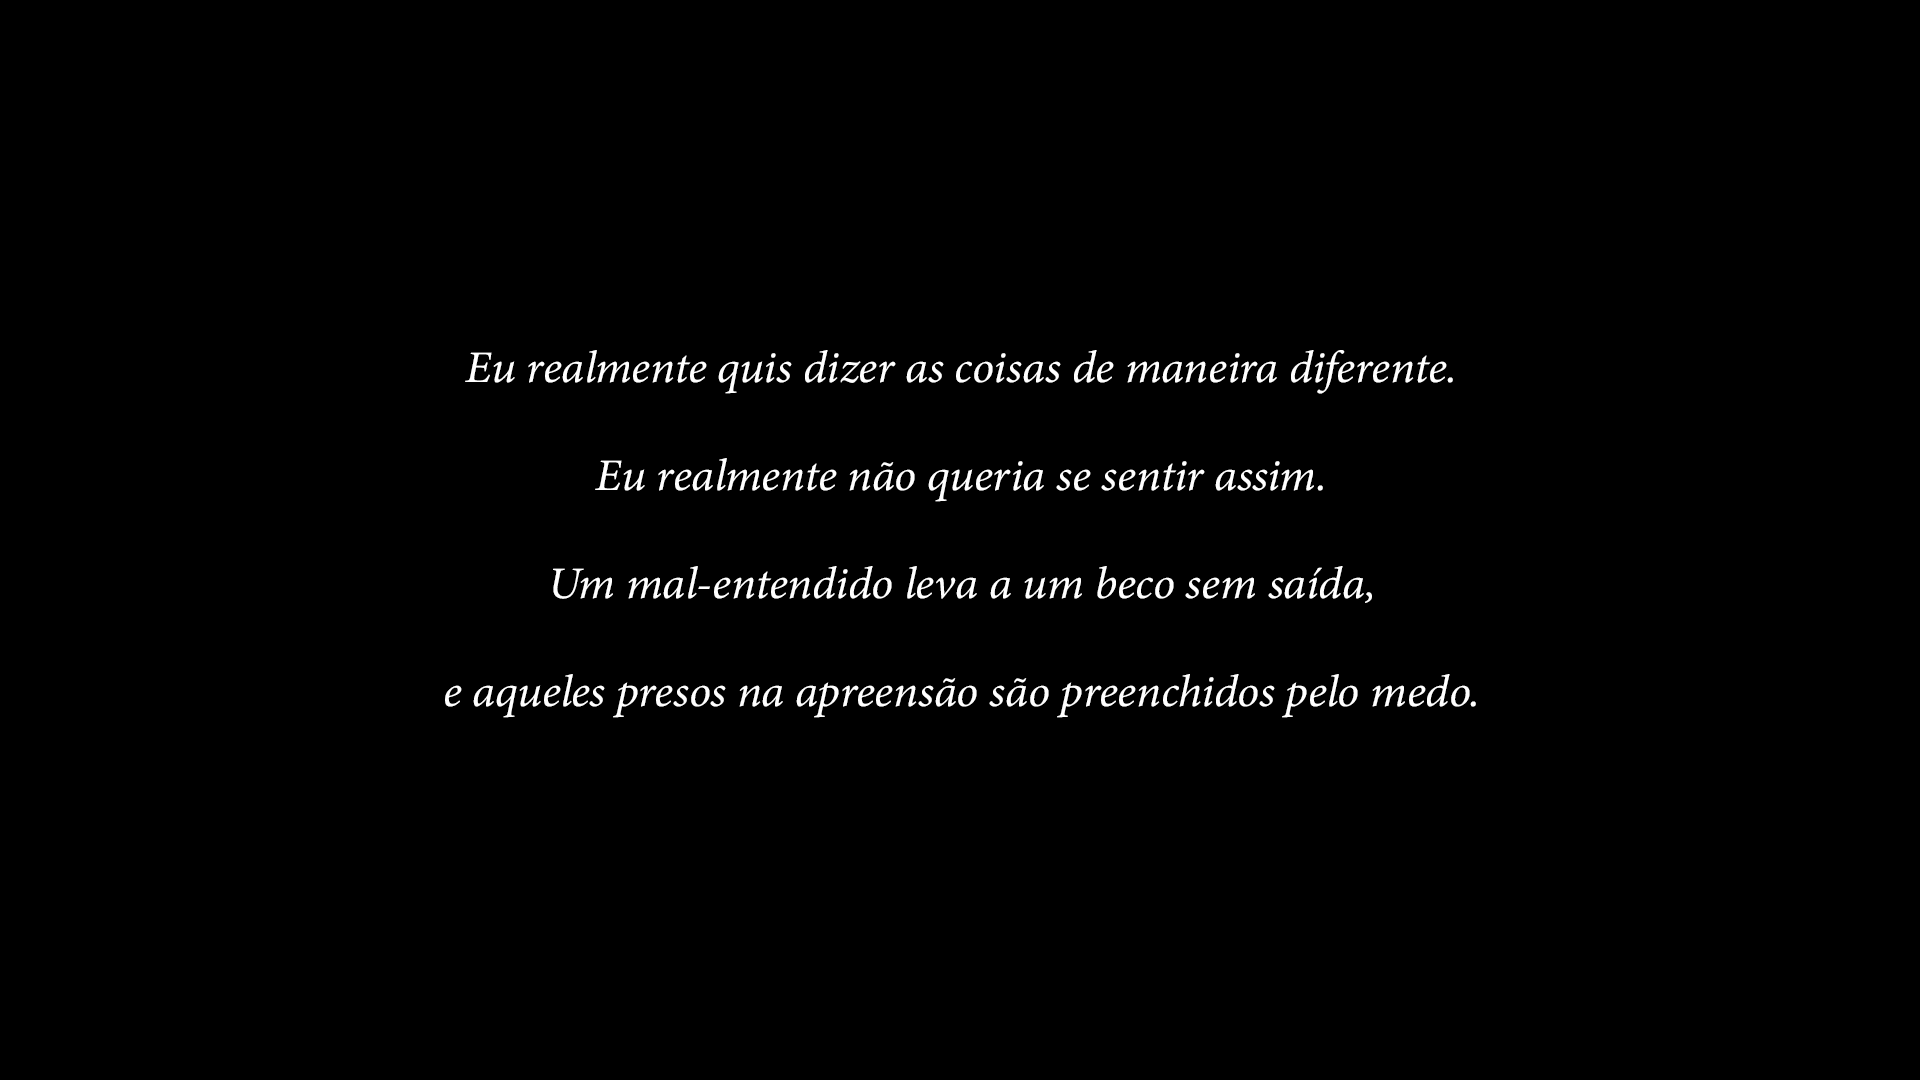 Eu realmente quis dizer as coisas de maneira diferente.
Eu realmente não queria se sentir assim.
Um mal-entendido leva a um beco sem saída,
e aqueles presos na apreensão são preenchidos pelo medo.